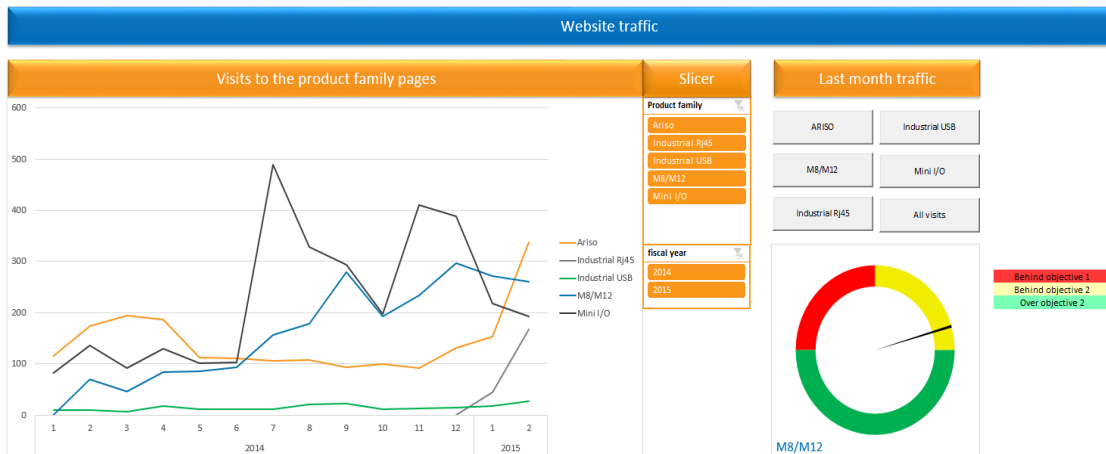 Website traffic
Visits to the product family pages
Slicer
Last month traffic
600
500
400
300
200
100
0
1 2 3 4 5 6 7 8 9 10 11 12 1 2
2014 2015
Ariso
Industrial Rj45
Industrial USB
M8/M12
Mini I/O
Product family
Ariso
Industrial Rj45
Industrial USB
M8/M12
Mini I/O
fiscal year
2014
2015
ARISO Industrial USB
M8/M12 Mini I/O
Industrial Rj45 All visits
Behind objective 1
Behind objective 2
Over objective 2
M8/M12